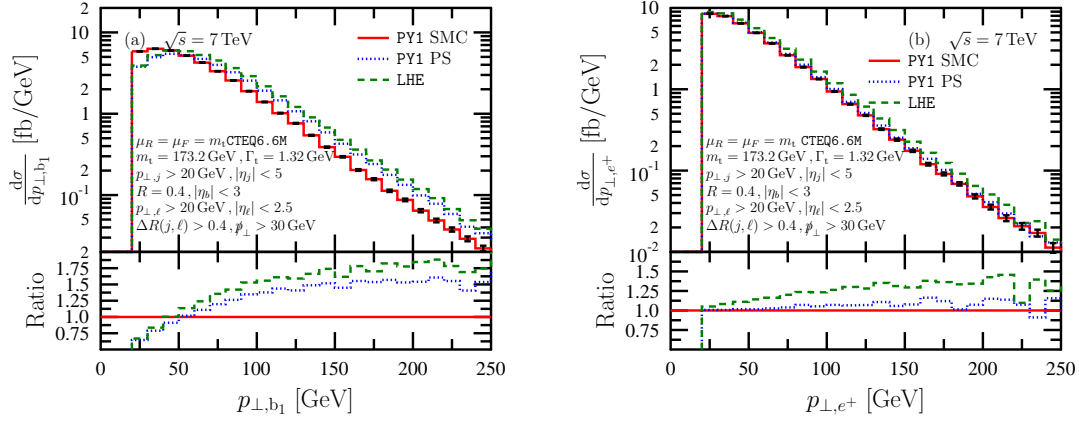 (a) √s = 7 TeV
PY1 SMC
PY1 PS
LHE
dσ/dp⊥,b₁ [fb/GeV]
10
5
2
1
5
2
10⁻¹
5
2
μR = μF = mt CTEQ6.6M
mt = 173.2 GeV , Γt = 1.32 GeV
p⊥,j > 20 GeV , |ηj| < 5
R = 0.4 , |ηb| < 3
p⊥,ℓ > 20 GeV , |ηℓ| < 2.5
ΔR(j, ℓ) > 0.4 , p̸⊥ > 30 GeV
Ratio
2
1.75
1.5
1.25
1.0
0.75
0 50 100 150 200 250
p⊥,b₁ [GeV]
(b) √s = 7 TeV
PY1 SMC
PY1 PS
LHE
dσ/dp⊥,e⁺ [fb/GeV]
10
5
2
1
5
2
10⁻¹
5
2
10⁻²
μR = μF = mt CTEQ6.6M
mt = 173.2 GeV , Γt = 1.32 GeV
p⊥,j > 20 GeV , |ηj| < 5
R = 0.4 , |ηb| < 3
p⊥,ℓ > 20 GeV , |ηℓ| < 2.5
ΔR(j, ℓ) > 0.4 , p̸⊥ > 30 GeV
Ratio
1.5
1.25
1.0
0.75
0 50 100 150 200 250
p⊥,e⁺ [GeV]